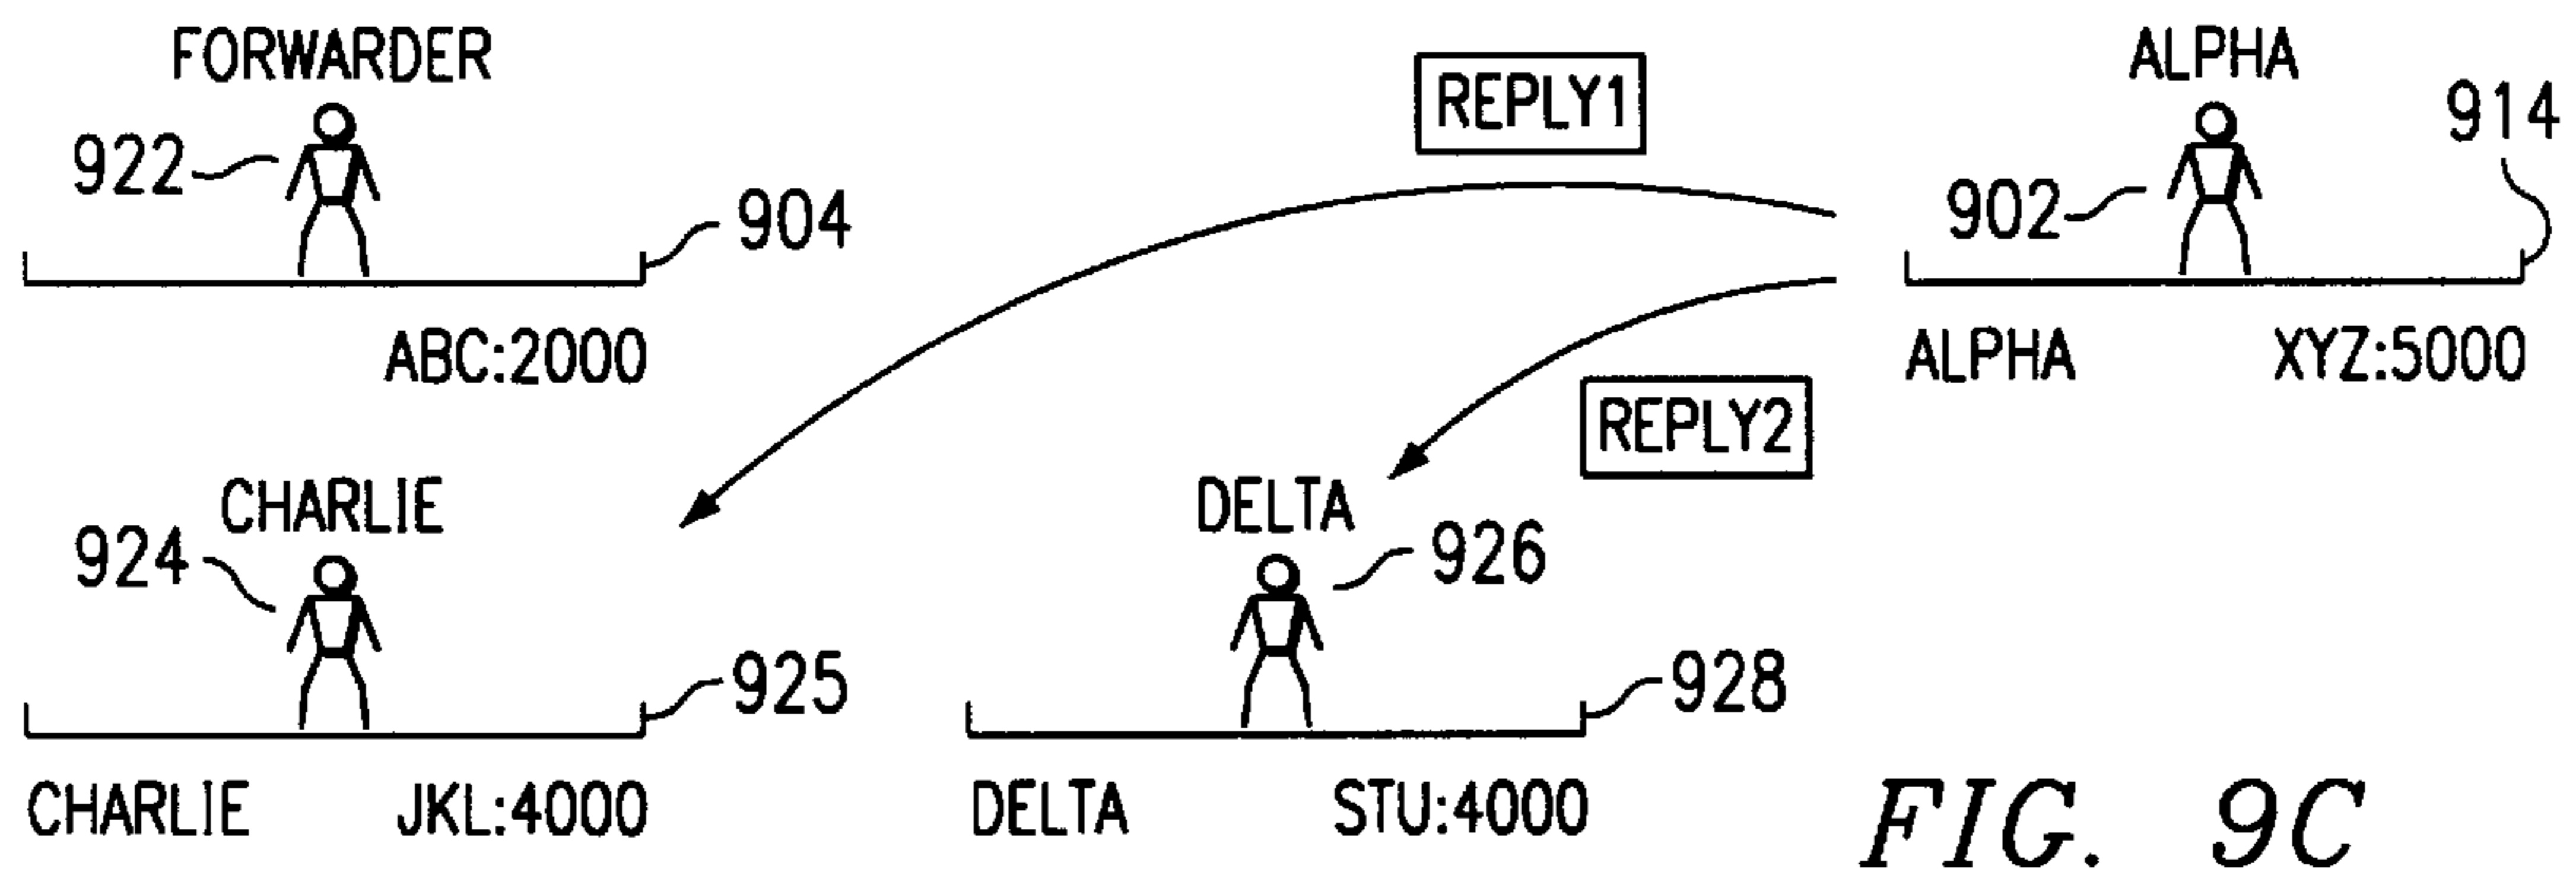 FORWARDER
922
904
ABC:2000
REPLY1
ALPHA
902
914
ALPHA XYZ:5000
REPLY2
CHARLIE
924
925
CHARLIE JKL:4000
DELTA
926
928
DELTA STU:4000
FIG. 9C